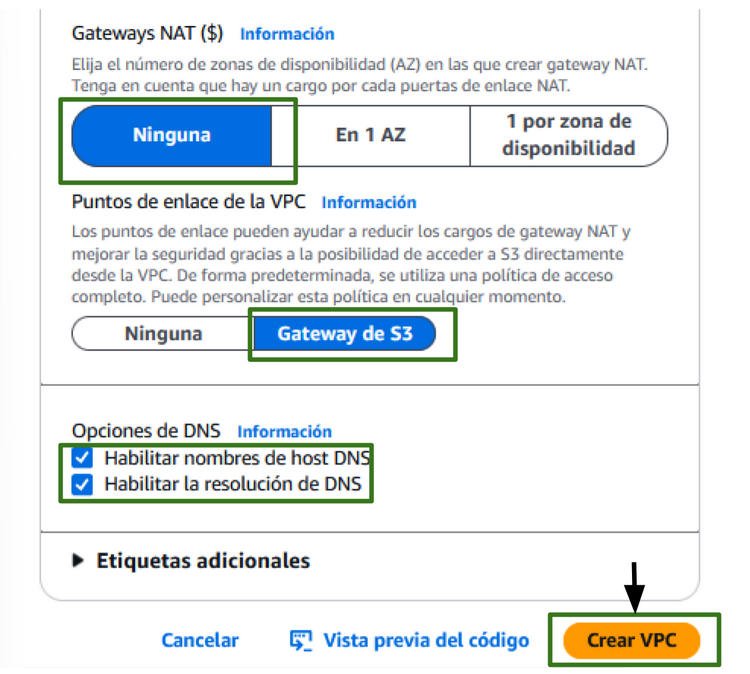 Gateways NAT ($) Información
Elija el número de zonas de disponibilidad (AZ) en las que crear gateway NAT.
Tenga en cuenta que hay un cargo por cada puertas de enlace NAT.
Ninguna
En 1 AZ
1 por zona de
disponibilidad
Puntos de enlace de la VPC Información
Los puntos de enlace pueden ayudar a reducir los cargos de gateway NAT y
mejorar la seguridad gracias a la posibilidad de acceder a S3 directamente
desde la VPC. De forma predeterminada, se utiliza una política de acceso
completo. Puede personalizar esta política en cualquier momento.
Ninguna Gateway de S3
Opciones de DNS Información
Habilitar nombres de host DNS
Habilitar la resolución de DNS
Etiquetas adicionales
Cancelar Vista previa del código Crear VPC